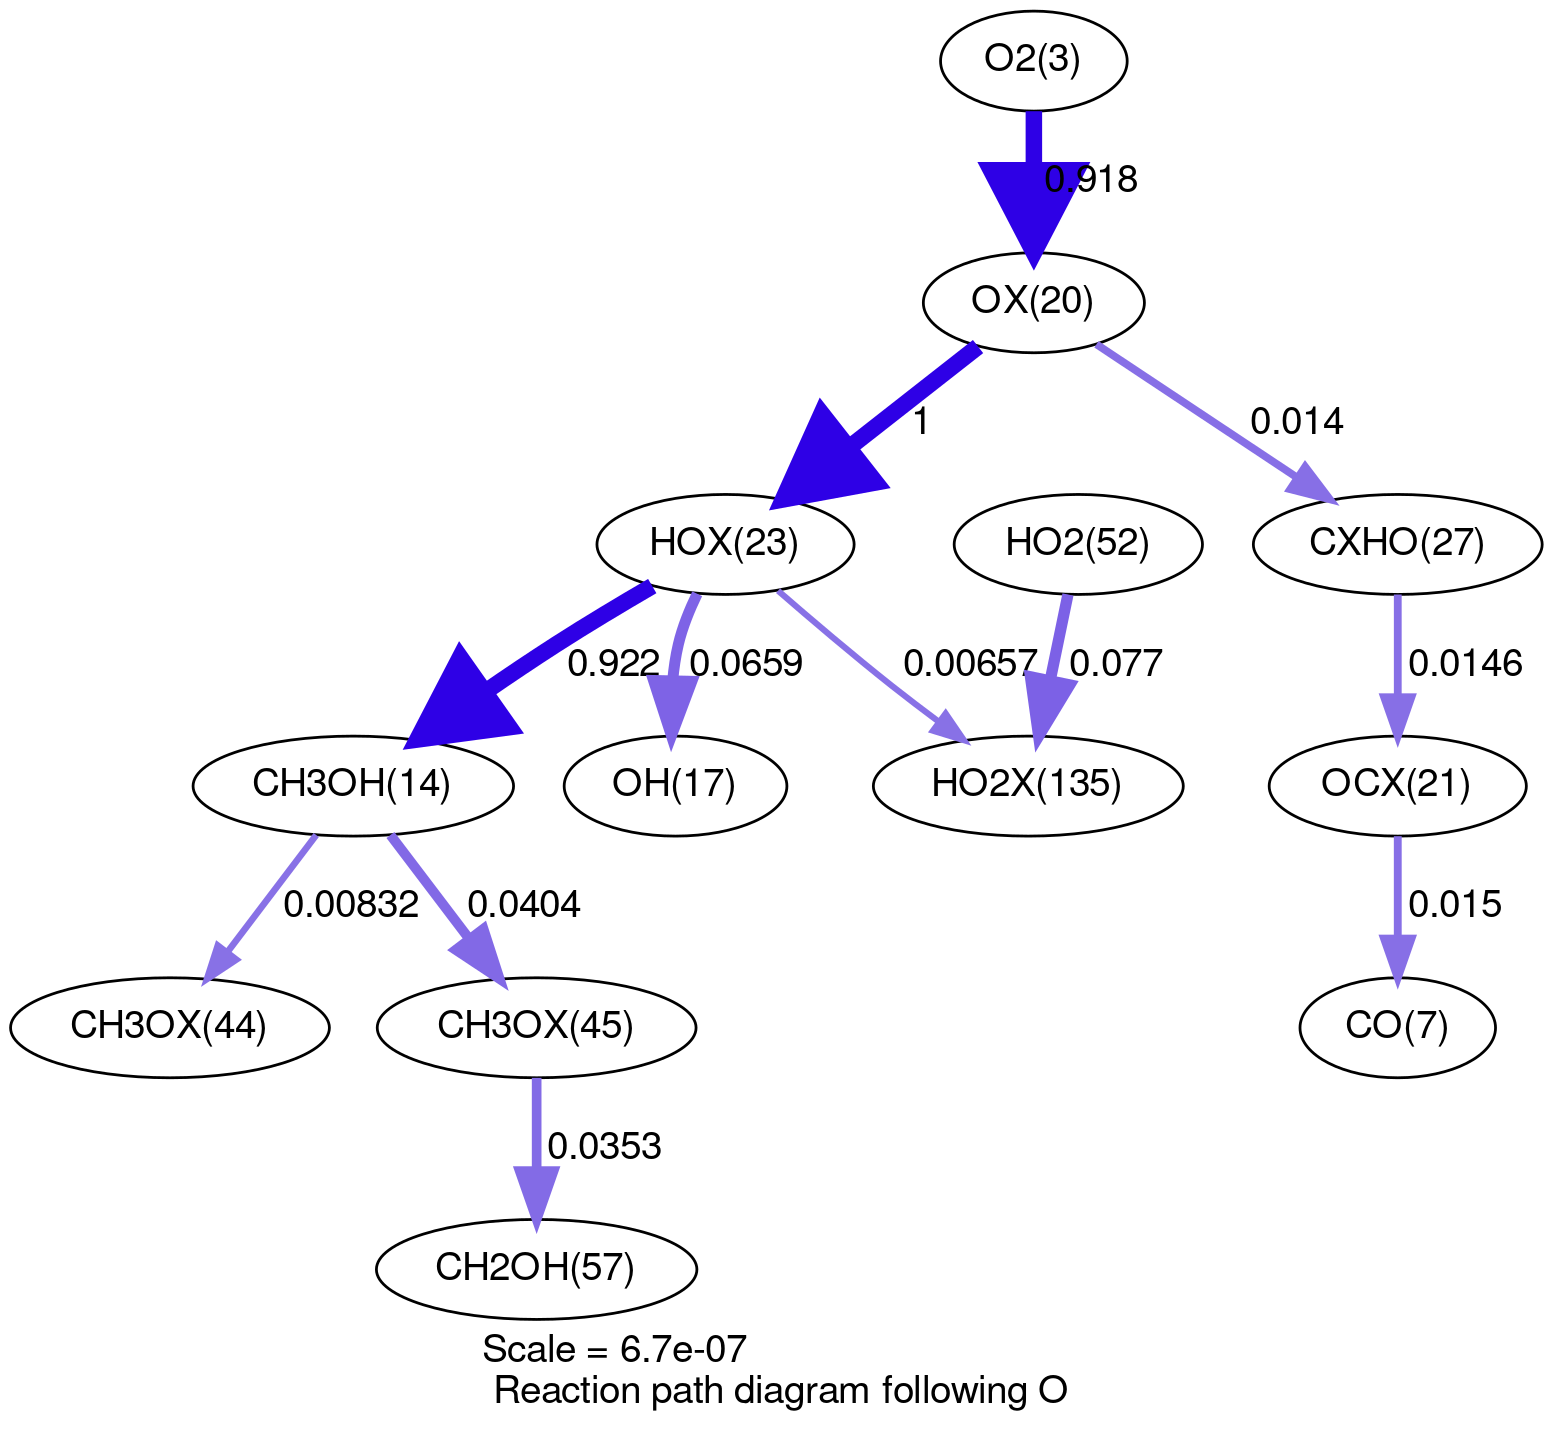 O2(3)
0.918
OX(20)
1
0.014
HOX(23)
HO2(52)
CXHO(27)
0.922
0.0659
0.00657
0.077
0.0146
CH3OH(14)
OH(17)
HO2X(135)
OCX(21)
0.00832
0.0404
0.015
CH3OX(44)
CH3OX(45)
CO(7)
0.0353
CH2OH(57)
Scale = 6.7e-07
Reaction path diagram following O